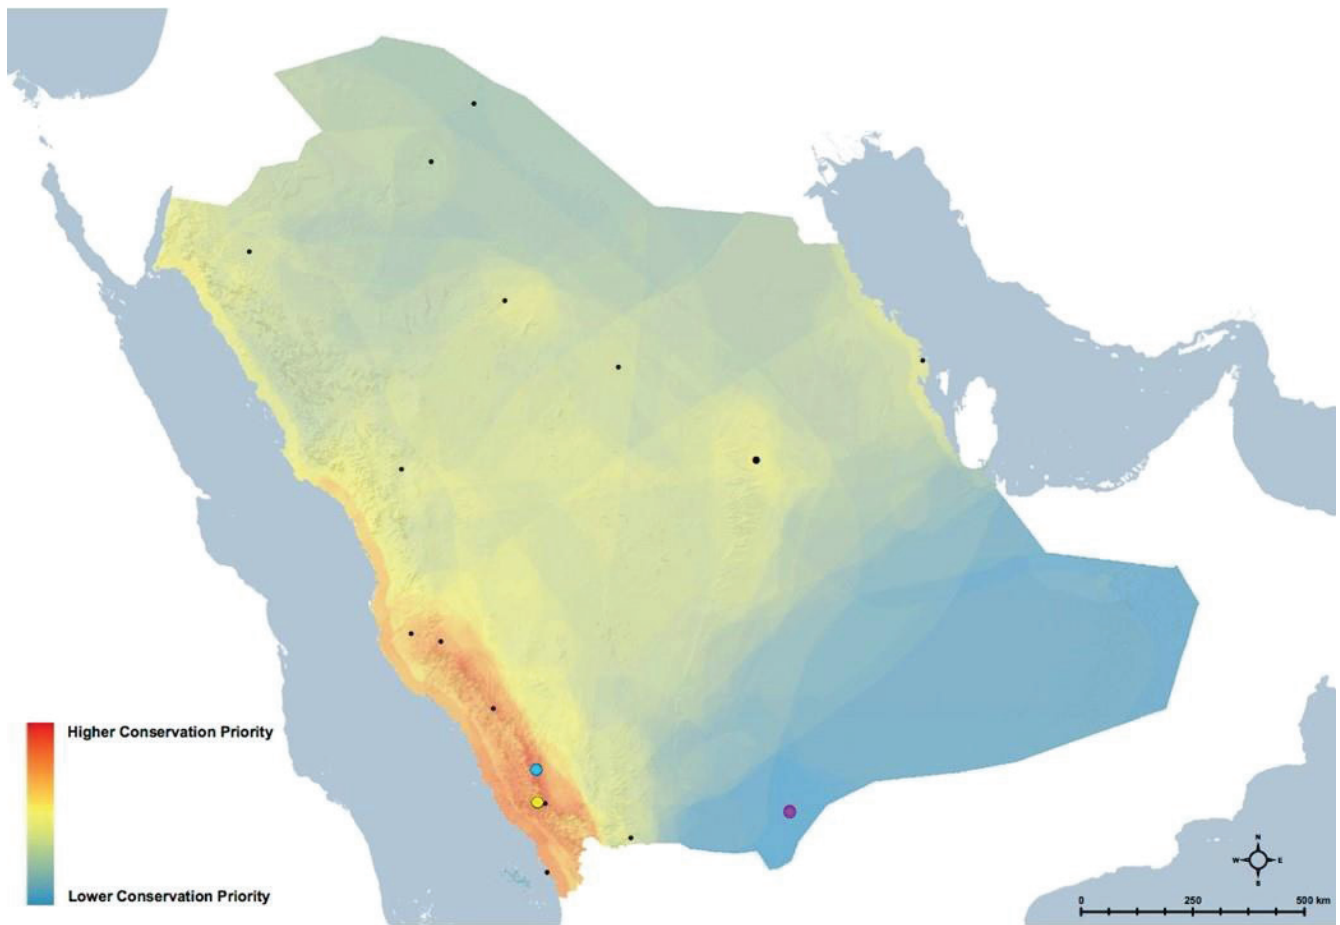 Higher Conservation Priority
Lower Conservation Priority
N
W E
S
0 250 500 km